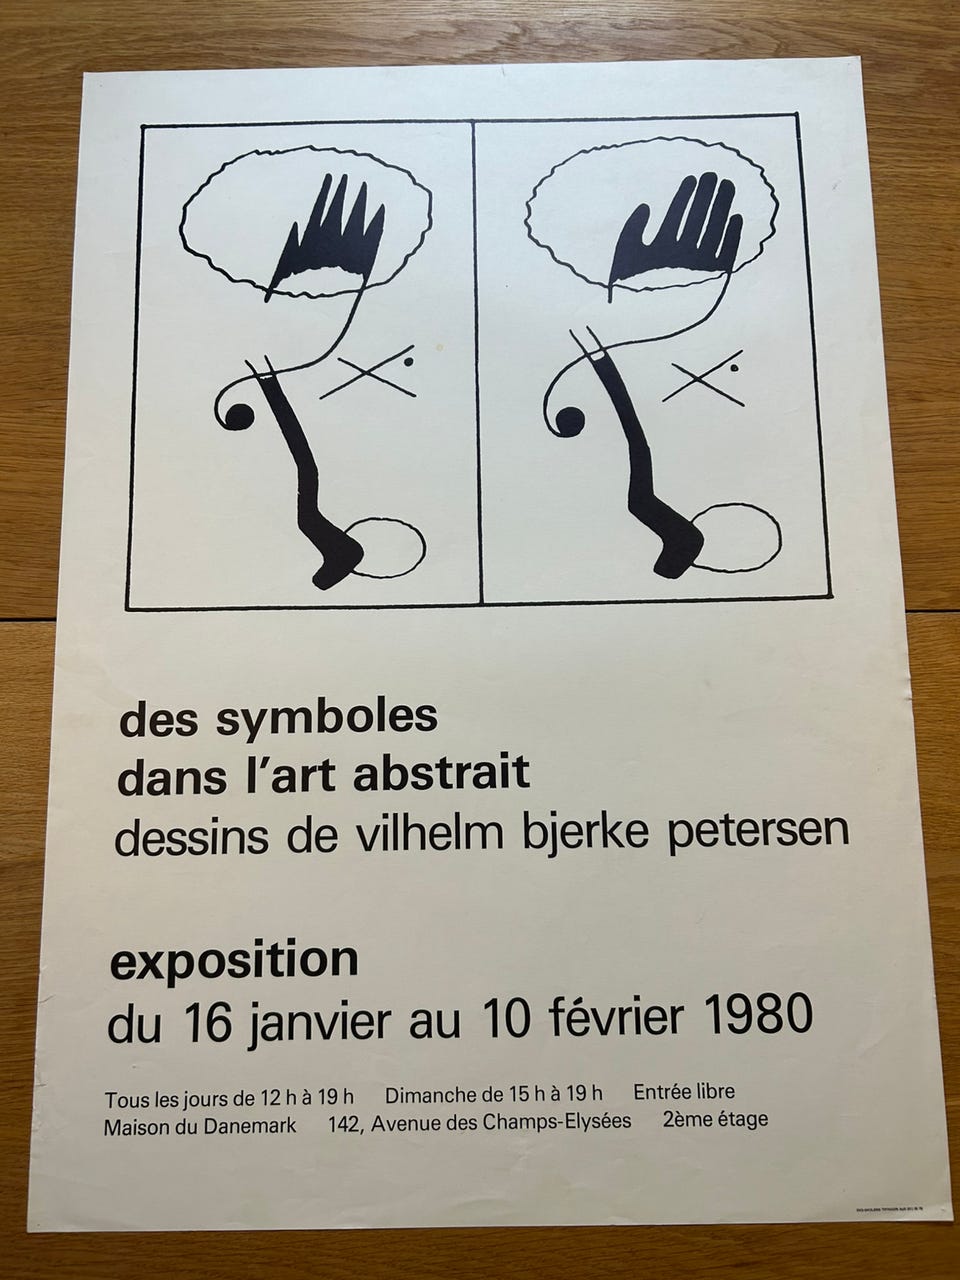 des symboles
dans l'art abstrait
dessins de vilhelm bjerke petersen
exposition
du 16 janvier au 10 février 1980
Tous les jours de 12 h à 19 h Dimanche de 15 h à 19 h Entrée libre
Maison du Danemark 142, Avenue des Champs-Elysées 2ème étage